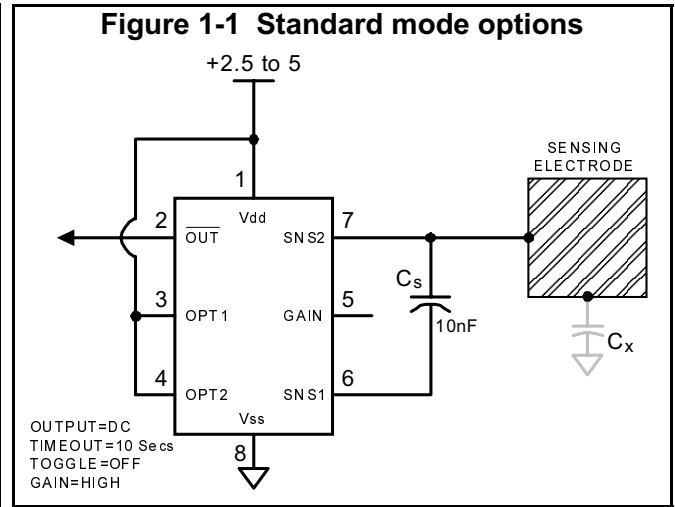 Figure 1-1 Standard mode options
+2.5 to 5
SENSING
ELECTRODE
1
Vdd
2
OUT
SNS2
7
Cs
10nF
3
OPT1
GAIN
5
Cx
4
OPT2
SNS1
6
Vss
8
OUTPUT=DC
TIMEOUT=10 Secs
TOGGLE=OFF
GAIN=HIGH